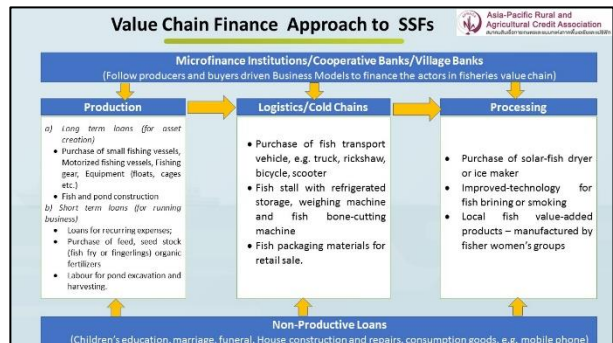 Value Chain Finance Approach to SSFs
Asia-Pacific Rural and
Agricultural Credit Association
Microfinance Institutions/Cooperative Banks/Village Banks
(Follow producers and buyers driven Business Models to finance the actors in fisheries value chain)
Production
a) Long term loans (for asset
creation)
• Purchase of small fishing vessels,
Motorized fishing vessels, Fishing
gear, Equipment (floats, cages
etc.)
• Fish and pond construction
b) Short term loans (for running
business)
• Loans for recurring expenses;
• Purchase of feed, seed stock
(fish fry or fingerlings) organic
fertilizers
• Labour for pond excavation and
harvesting.
Logistics/Cold Chains
• Purchase of fish transport
vehicle, e.g. truck, rickshaw,
bicycle, scooter
• Fish stall with refrigerated
storage, weighing machine
and fish bone-cutting
machine
• Fish packaging materials for
retail sale.
Processing
• Purchase of solar-fish dryer
or ice maker
• Improved-technology for
fish brining or smoking
• Local fish value-added
products – manufactured by
fisher women's groups
Non-Productive Loans
(Children's education, marriage, funeral, House construction and repairs, consumption goods, e.g. mobile phone)